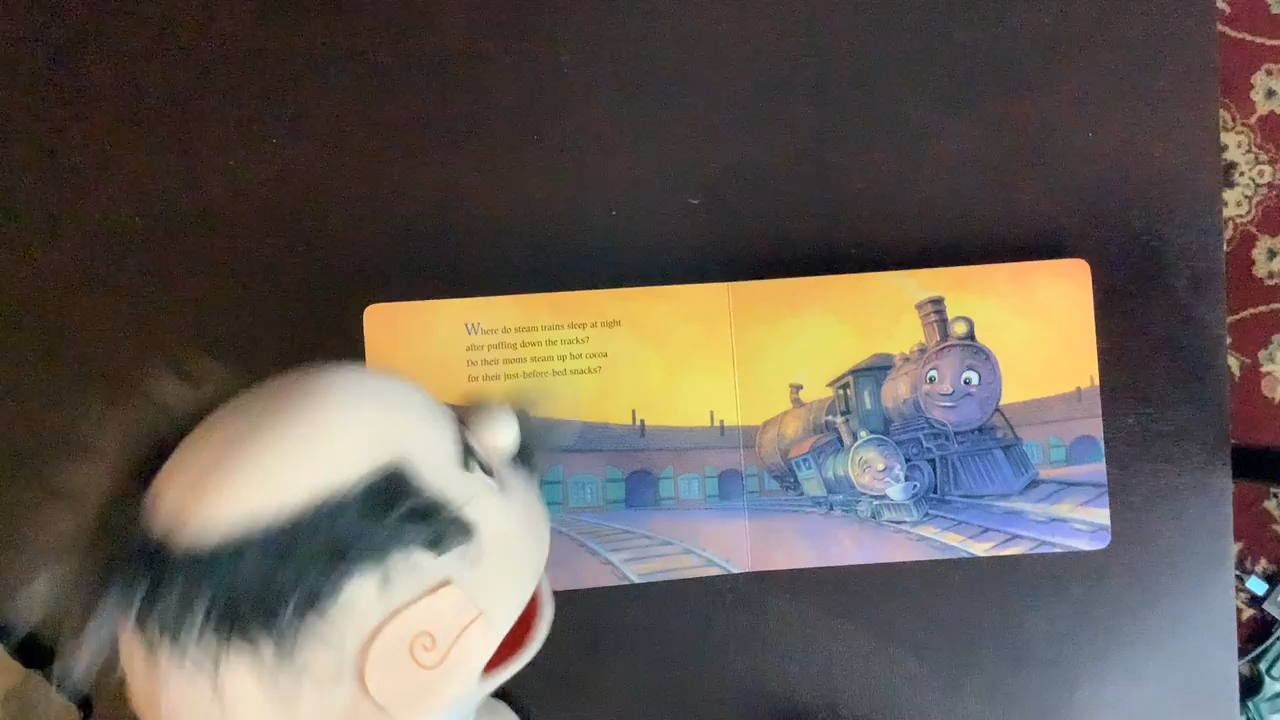 Where do steam trains sleep at night
after puffing down the tracks?
Do their moms steam up hot cocoa
for their just-before-bed snacks?